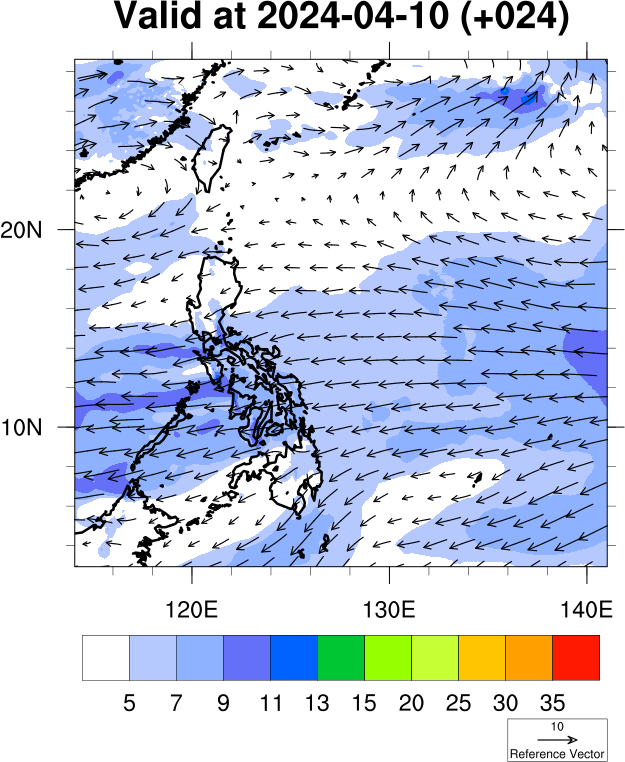 Valid at 2024-04-10 (+024)
20N
10N
120E 130E 140E
5 7 9 11 13 15 20 25 30 35
10
Reference Vector